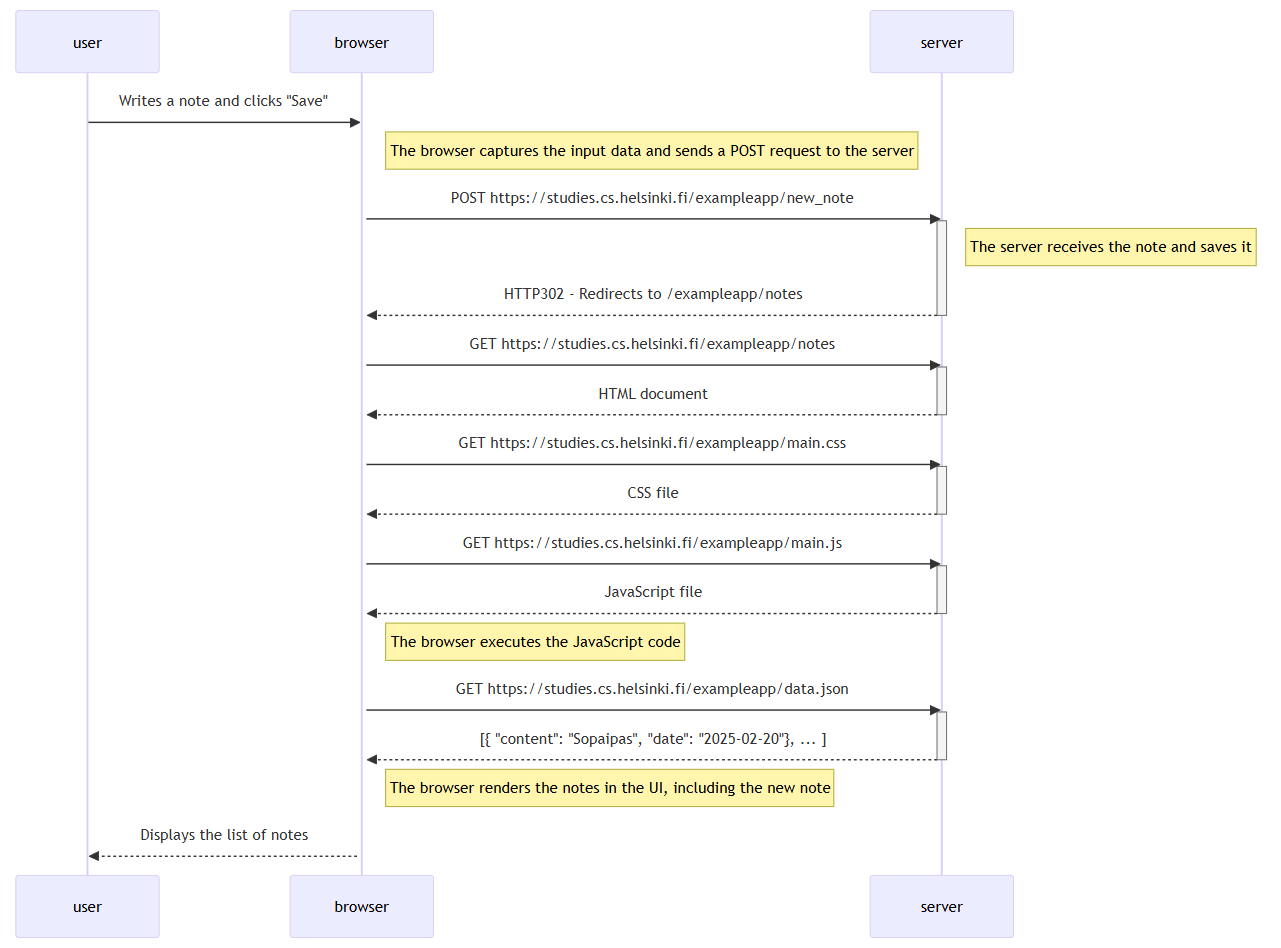 user
browser
server
Writes a note and clicks "Save"
The browser captures the input data and sends a POST request to the server
POST https://studies.cs.helsinki.fi/exampleapp/new_note
The server receives the note and saves it
HTTP302 - Redirects to /exampleapp/notes
GET https://studies.cs.helsinki.fi/exampleapp/notes
HTML document
GET https://studies.cs.helsinki.fi/exampleapp/main.css
CSS file
GET https://studies.cs.helsinki.fi/exampleapp/main.js
JavaScript file
The browser executes the JavaScript code
GET https://studies.cs.helsinki.fi/exampleapp/data.json
[{ "content": "Sopaipas", "date": "2025-02-20"}, ... ]
The browser renders the notes in the UI, including the new note
Displays the list of notes
user
browser
server